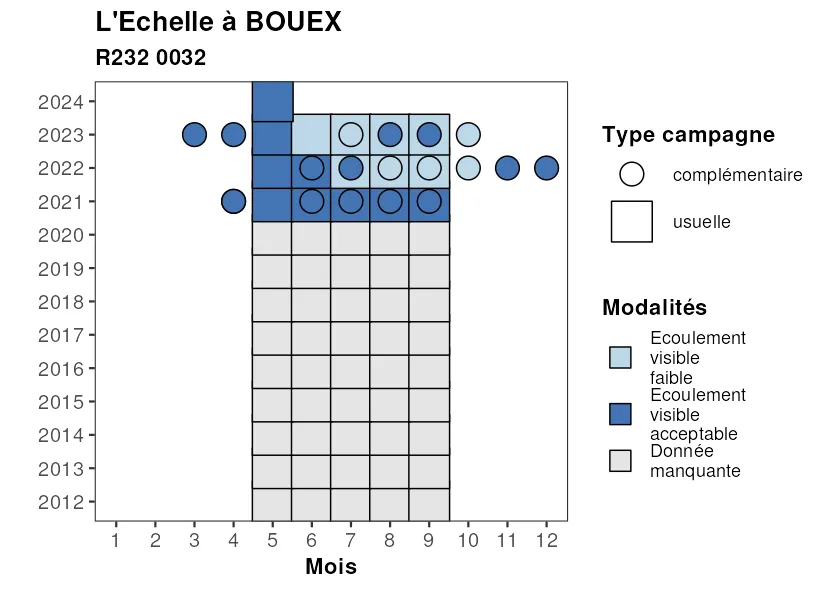 L'Echelle à BOUEX
R232 0032
2024
2023
2022
2021
2020
2019
2018
2017
2016
2015
2014
2013
2012
1 2 3 4 5 6 7 8 9 10 11 12
Mois
Type campagne
complémentaire
usuelle
Modalités
Ecoulement
visible
faible
Ecoulement
visible
acceptable
Donnée
manquante